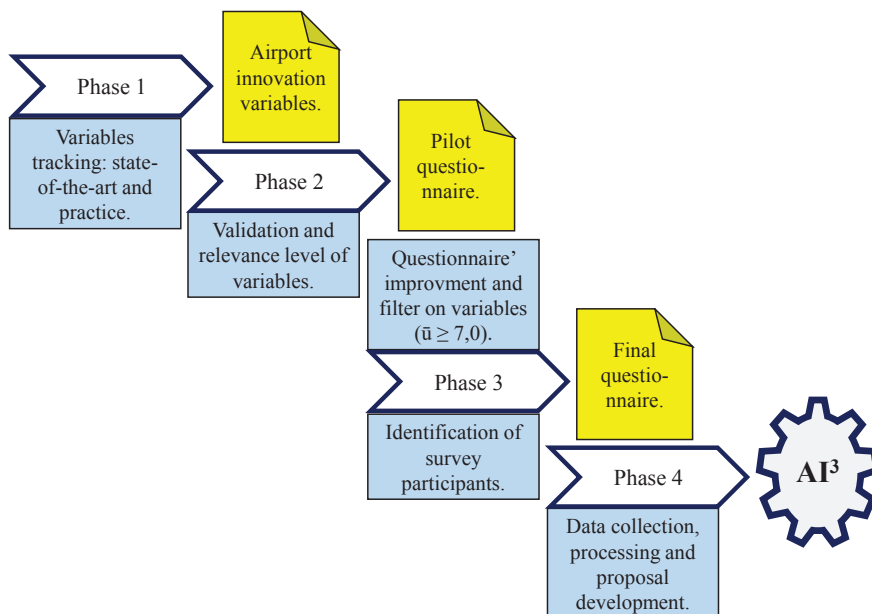 Phase 1
Variables
tracking: state-
of-the-art and
practice.
Airport
innovation
variables.
Phase 2
Validation and
relevance level of
variables.
Pilot
questio-
nnaire.
Questionnaire’
improvment and
filter on variables
(ū ≥ 7,0).
Phase 3
Identification of
survey
participants.
Final
questio-
nnaire.
Phase 4
Data collection,
processing and
proposal
development.
AI³